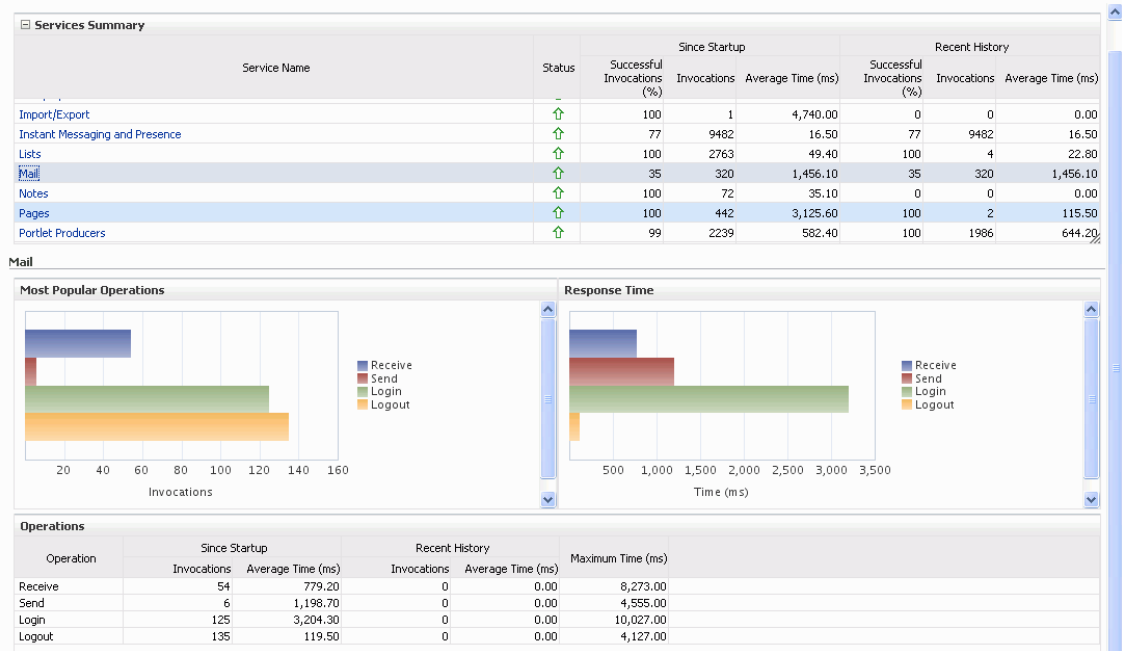 Services Summary
Since Startup Recent History
Service Name Status Successful Invocations (%) Invocations Average Time (ms) Successful Invocations (%) Invocations Average Time (ms)
Import/Export 100 1 4,740.00 0 0 0.00
Instant Messaging and Presence 77 9482 16.50 77 9482 16.50
Lists 100 2763 49.40 100 4 22.80
Mail 35 320 1,456.10 35 320 1,456.10
Notes 100 72 35.10 0 0 0.00
Pages 100 442 3,125.60 100 2 115.50
Portlet Producers 99 2239 582.40 100 1986 644.20
Mail
Most Popular Operations
Receive
Send
Login
Logout
20 40 60 80 100 120 140 160
Invocations
Response Time
Receive
Send
Login
Logout
500 1,000 1,500 2,000 2,500 3,000 3,500
Time (ms)
Operations
Operation Since Startup Recent History Maximum Time (ms)
Invocations Average Time (ms) Invocations Average Time (ms)
Receive 54 779.20 0 0.00 8,273.00
Send 6 1,198.70 0 0.00 4,555.00
Login 125 3,204.30 0 0.00 10,027.00
Logout 135 119.50 0 0.00 4,127.00